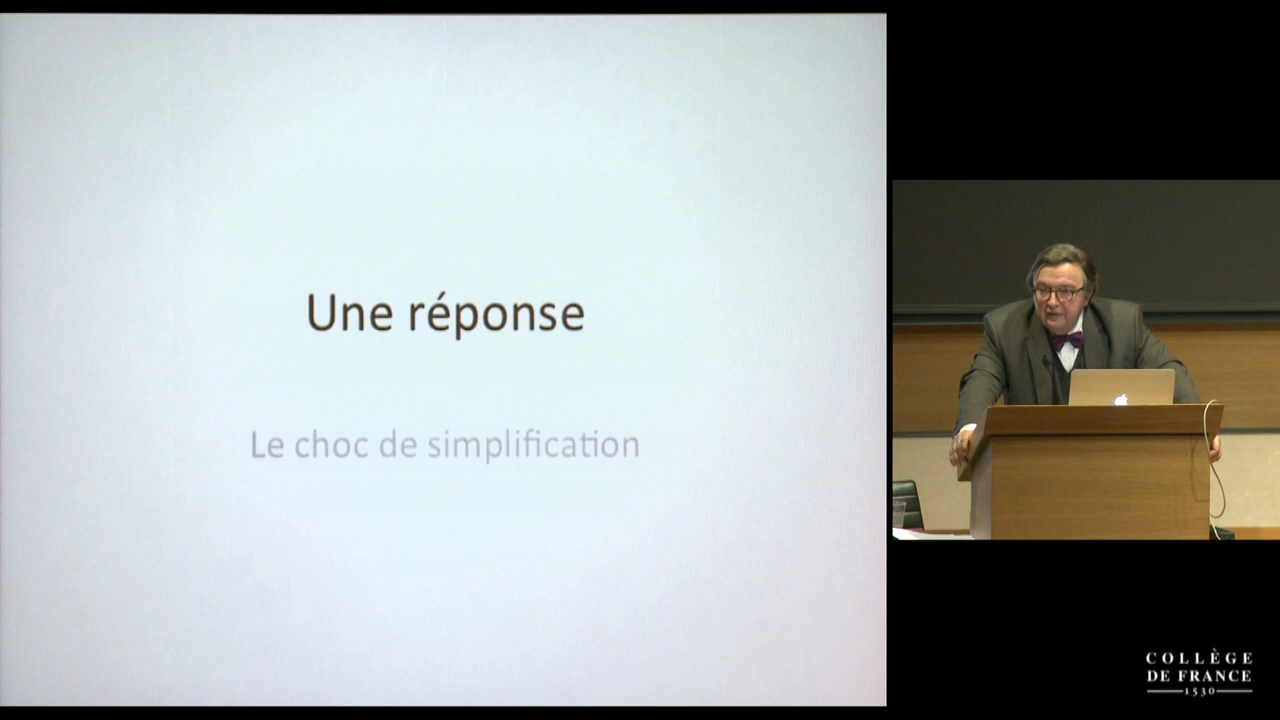 Une réponse
Le choc de simplification
COLLÈGE
DE FRANCE
1530